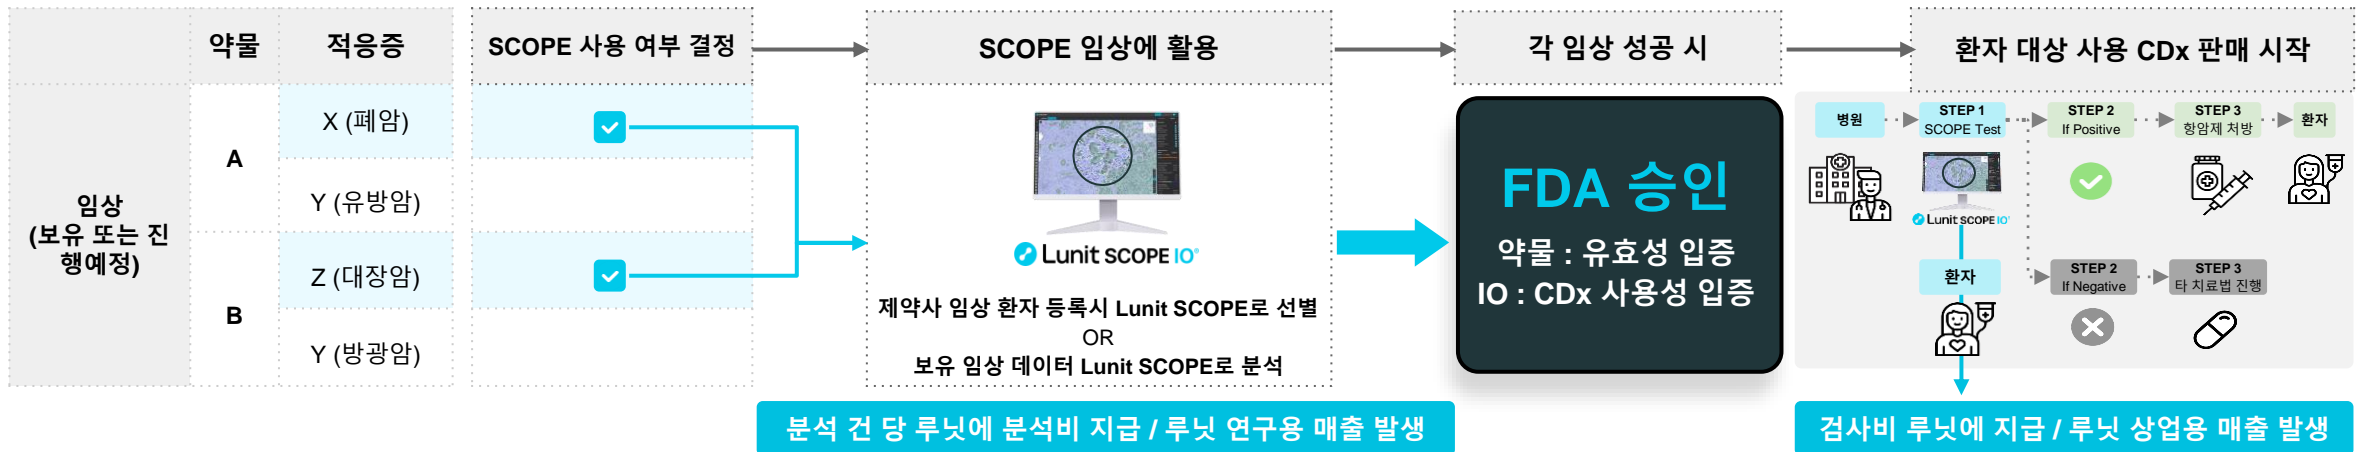 약물
적응증
SCOPE 사용 여부 결정
SCOPE 임상에 활용
각 임상 성공 시
환자 대상 사용 CDx 판매 시작
임상
(보유 또는 진
행예정)
A
X (폐암)
Y (유방암)
B
Z (대장암)
Y (방광암)
Lunit SCOPE IO
제약사 임상 환자 등록시 Lunit SCOPE로 선별
OR
보유 임상 데이터 Lunit SCOPE로 분석
FDA 승인
약물 : 유효성 입증
IO : CDx 사용성 입증
병원
STEP 1
SCOPE Test
STEP 2
If Positive
STEP 3
항암제 처방
환자
Lunit SCOPE IO
환자
STEP 2
If Negative
STEP 3
타 치료법 진행
분석 건 당 루닛에 분석비 지급 / 루닛 연구용 매출 발생
검사비 루닛에 지급 / 루닛 상업용 매출 발생